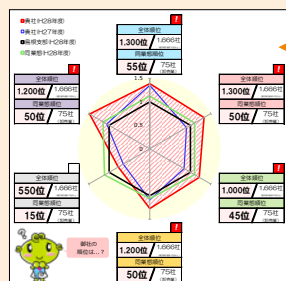 貴社(H28年度)
貴社(H27年度)
島根支部(H28年度)
同業態(H28年度)
!
全体順位
1.300位 1.666社
同業態順位
55位 75社
!
全体順位
1.200位 1.666社
同業態順位
50位 75社
!
全体順位
1.300位 1.666社
同業態順位
50位 75社
1.5
1
0.5
0
全体順位
550位 1.666社
同業態順位
15位 75社
!
全体順位
1.000位 1.666社
同業態順位
45位 75社
!
全体順位
1.200位 1.666社
同業態順位
50位 75社
御社の
順位は…？